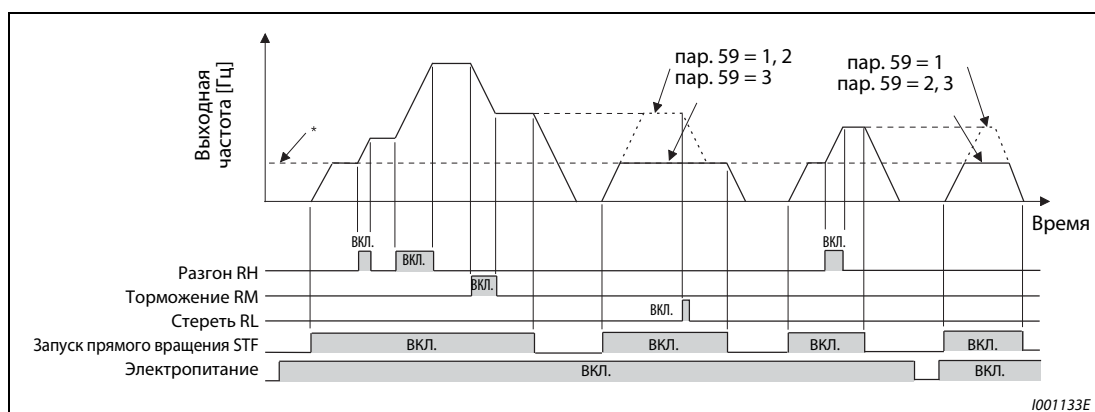 пар. 59 = 1, 2
пар. 59 = 3
пар. 59 = 1
пар. 59 = 2, 3
Выходная
частота [Гц]
*
Время
ВКЛ.
ВКЛ.
ВКЛ.
Разгон RH
ВКЛ.
Торможение RM
ВКЛ.
Стереть RL
Запуск прямого вращения STF
ВКЛ.
ВКЛ.
ВКЛ.
ВКЛ.
Электропитание
ВКЛ.
ВКЛ.
I001133E